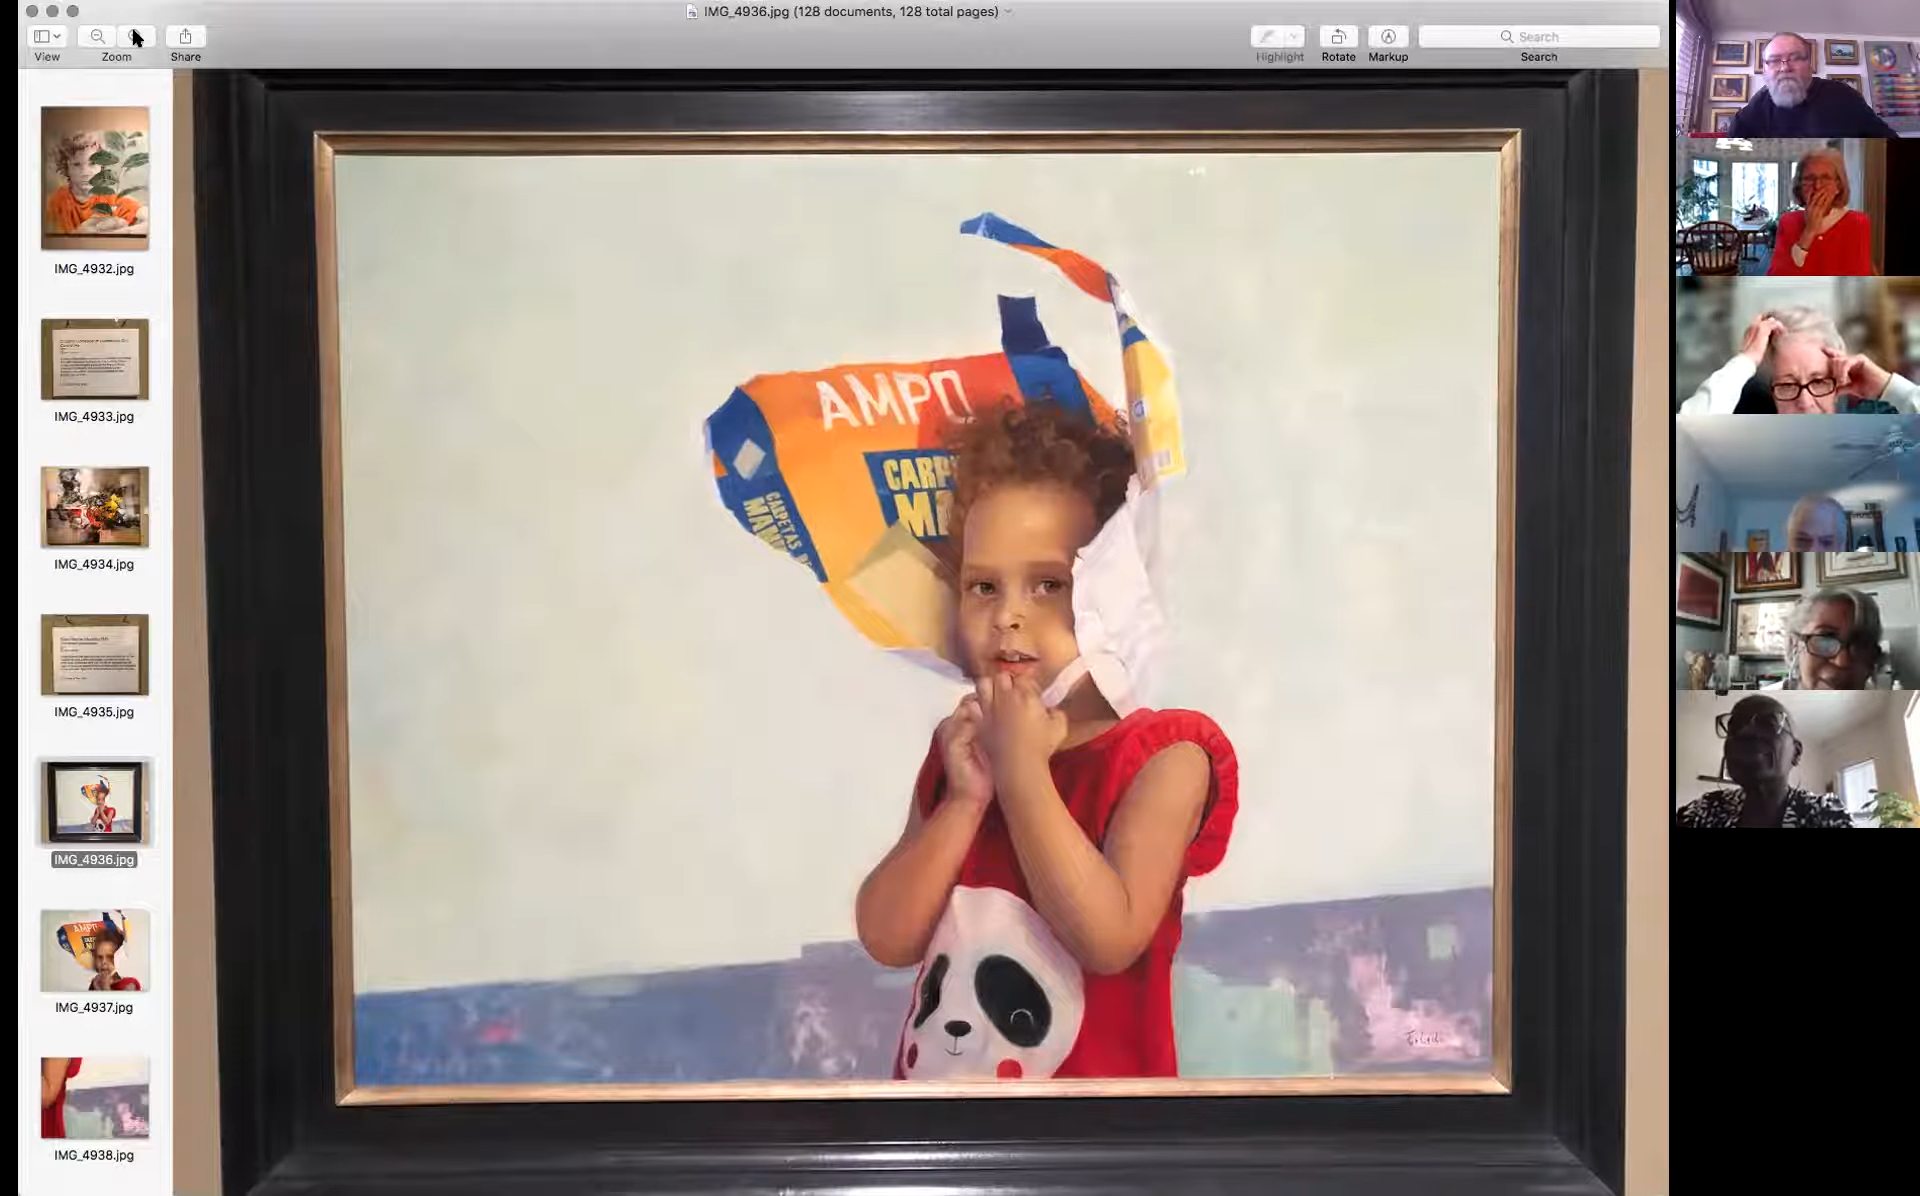 IMG_4936.jpg (128 documents, 128 total pages)
View
Zoom
Share
Highlight
Rotate
Markup
Search
Search
IMG_4932.jpg
IMG_4933.jpg
IMG_4934.jpg
IMG_4935.jpg
IMG_4936.jpg
IMG_4937.jpg
IMG_4938.jpg
AMPO
CARP
MA
CARPETAS